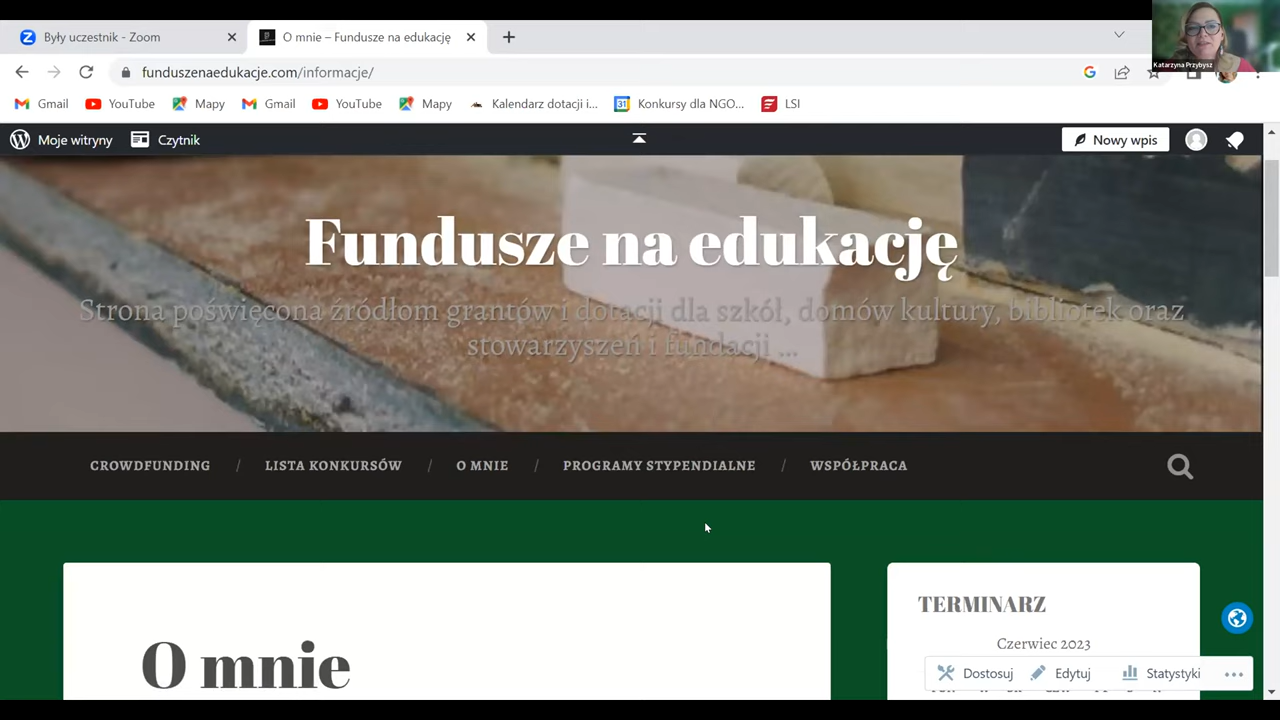 Były uczestnik - Zoom
O mnie – Fundusze na edukację
funduszenaedukacje.com/informacje/
Katarzyna Przybysz
Gmail
YouTube
Mapy
Gmail
YouTube
Mapy
Kalendarz dotacji i...
Konkursy dla NGO...
LSI
Moje witryny
Czytnik
Nowy wpis
Fundusze na edukację
Strona poświęcona źródłom grantów i dotacji dla szkół, domów kultury, bibliotek oraz
stowarzyszeń i fundacji ...
CROWDFUNDING / LISTA KONKURSÓW / O MNIE / PROGRAMY STYPENDIALNE / WSPÓŁPRACA
O mnie
TERMINARZ
Czerwiec 2023
Dostosuj
Edytuj
Statystyki